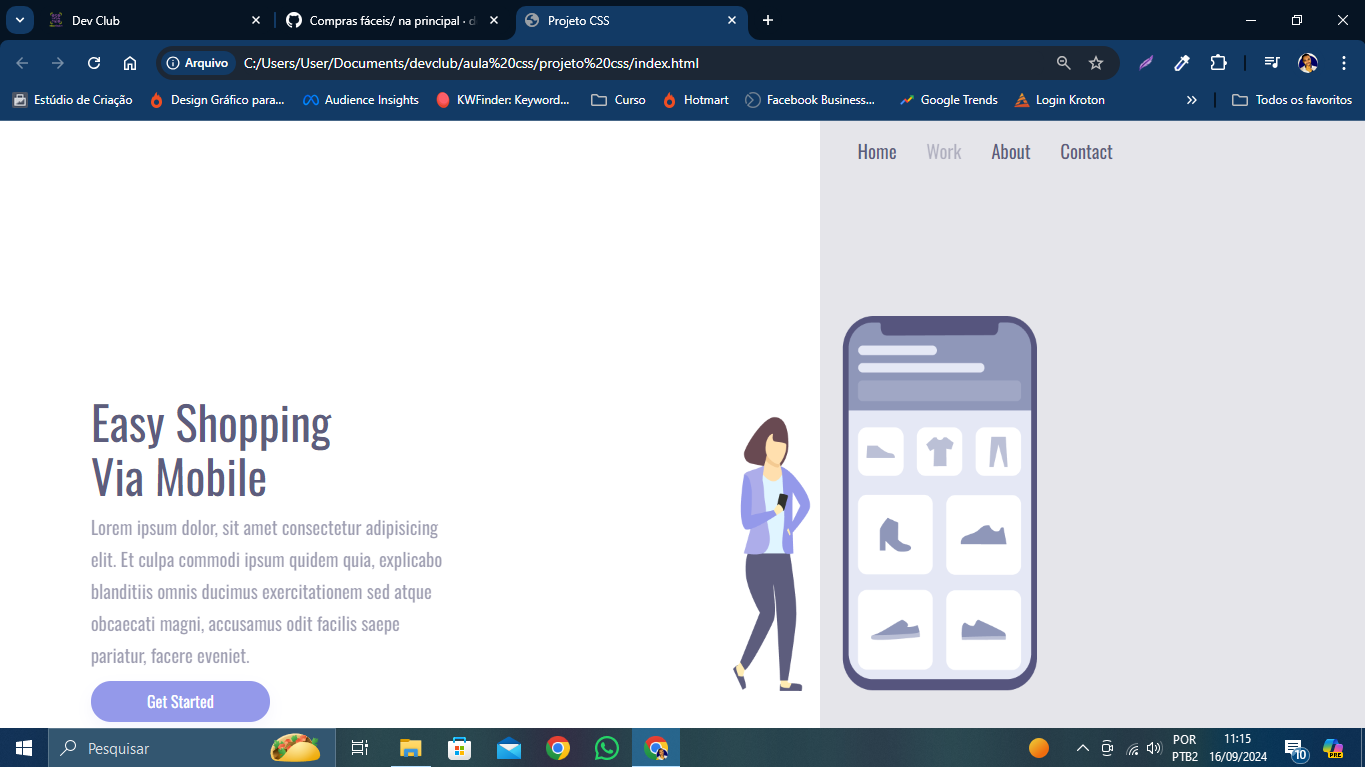 Dev Club
Compras fáceis/ na principal · d
Projeto CSS
Arquivo
C:/Users/User/Documents/devclub/aula%20css/projeto%20css/index.html
Estúdio de Criação
Design Gráfico para...
Audience Insights
KWFinder: Keyword...
Curso
Hotmart
Facebook Business...
Google Trends
Login Kroton
Todos os favoritos
Home Work About Contact
Easy Shopping
Via Mobile
Lorem ipsum dolor, sit amet consectetur adipisicing
elit. Et culpa commodi ipsum quidem quia, explicabo
blanditiis omnis ducimus exercitationem sed atque
obcaecati magni, accusamus odit facilis saepe
pariatur, facere eveniet.
Get Started
Pesquisar
POR
PTB2
11:15
16/09/2024
10
PRE